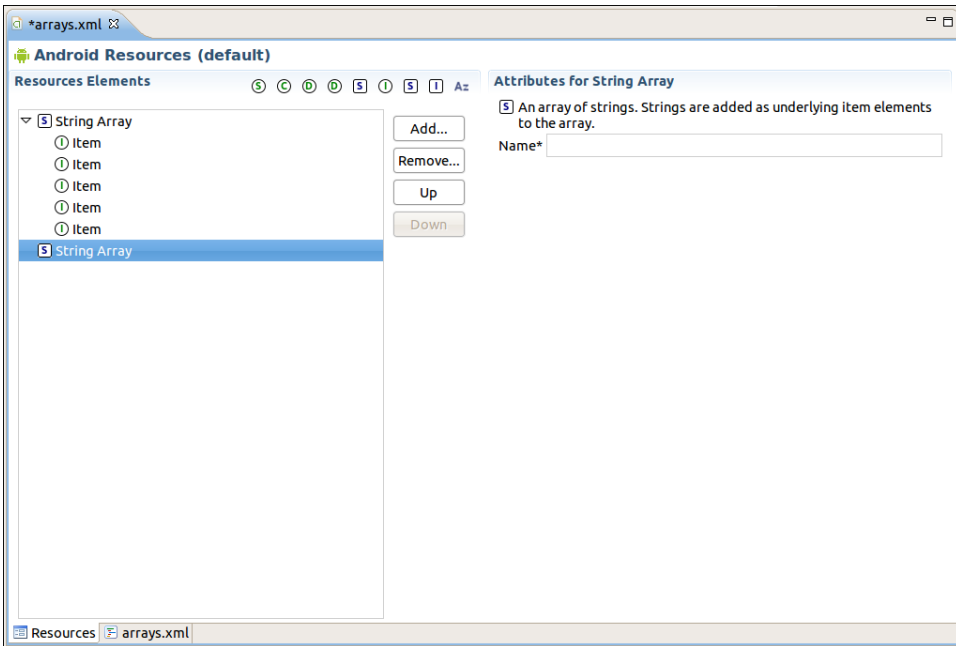 *arrays.xml
Android Resources (default)
Resources Elements
S C D D S I S I Az
String Array
Item
Item
Item
Item
Item
String Array
Add...
Remove...
Up
Down
Attributes for String Array
S An array of strings. Strings are added as underlying item elements
to the array.
Name*
Resources
arrays.xml